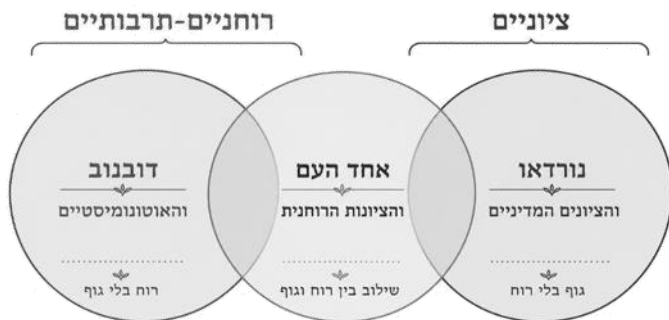 ציוניים
רוחניים-תרבותיים
נורדאו
והציונים המדיניים
גוף בלי רוח
אחד העם
והציונות הרוחנית
שילוב בין רוח וגוף
דובנוב
והאוטונומיסטיים
רוח בלי גוף